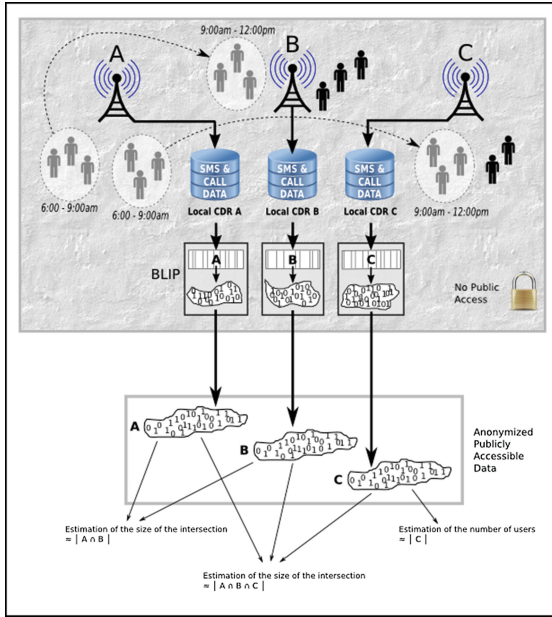 9:00am - 12:00pm
A
B
C
6:00 - 9:00am
6:00 - 9:00am
9:00am - 12:00pm
SMS &
CALL
DATA
SMS &
CALL
DATA
SMS &
CALL
DATA
Local CDR A
Local CDR B
Local CDR C
BLIP
A
B
C
No Public
Access
A
B
C
Anonymized
Publicly
Accessible
Data
Estimation of the size of the intersection
≈ | A ∩ B |
Estimation of the number of users
≈ | C |
Estimation of the size of the intersection
≈ | A ∩ B ∩ C |